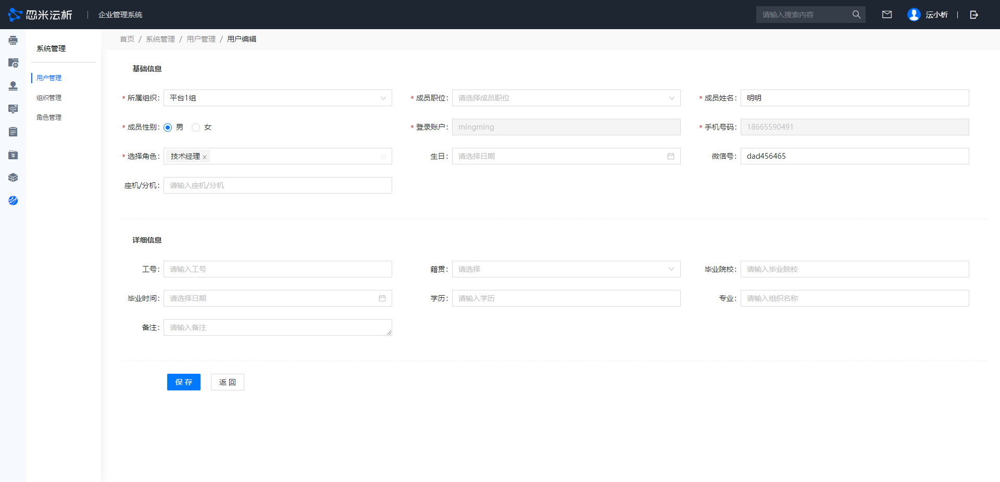 忽米沄析 | 企业管理系统 请输入搜索内容 沄小析 |
首页 / 系统管理 / 用户管理 / 用户编辑
系统管理
用户管理
组织管理
角色管理
基础信息
* 所属组织: 平台1组 * 成员职位: 请选择成员职位 * 成员姓名: 明明
* 成员性别: 男 女 * 登录账户: mingming * 手机号码: 18665590491
* 选择角色: 技术经理 x 生日: 请选择日期 微信号: dad456465
座机/分机: 请输入座机/分机
详细信息
工号: 请输入工号 籍贯: 请选择 毕业院校: 请输入毕业院校
毕业时间: 请选择日期 学历: 请输入学历 专业: 请输入组织名称
备注: 请输入备注
保 存 返 回